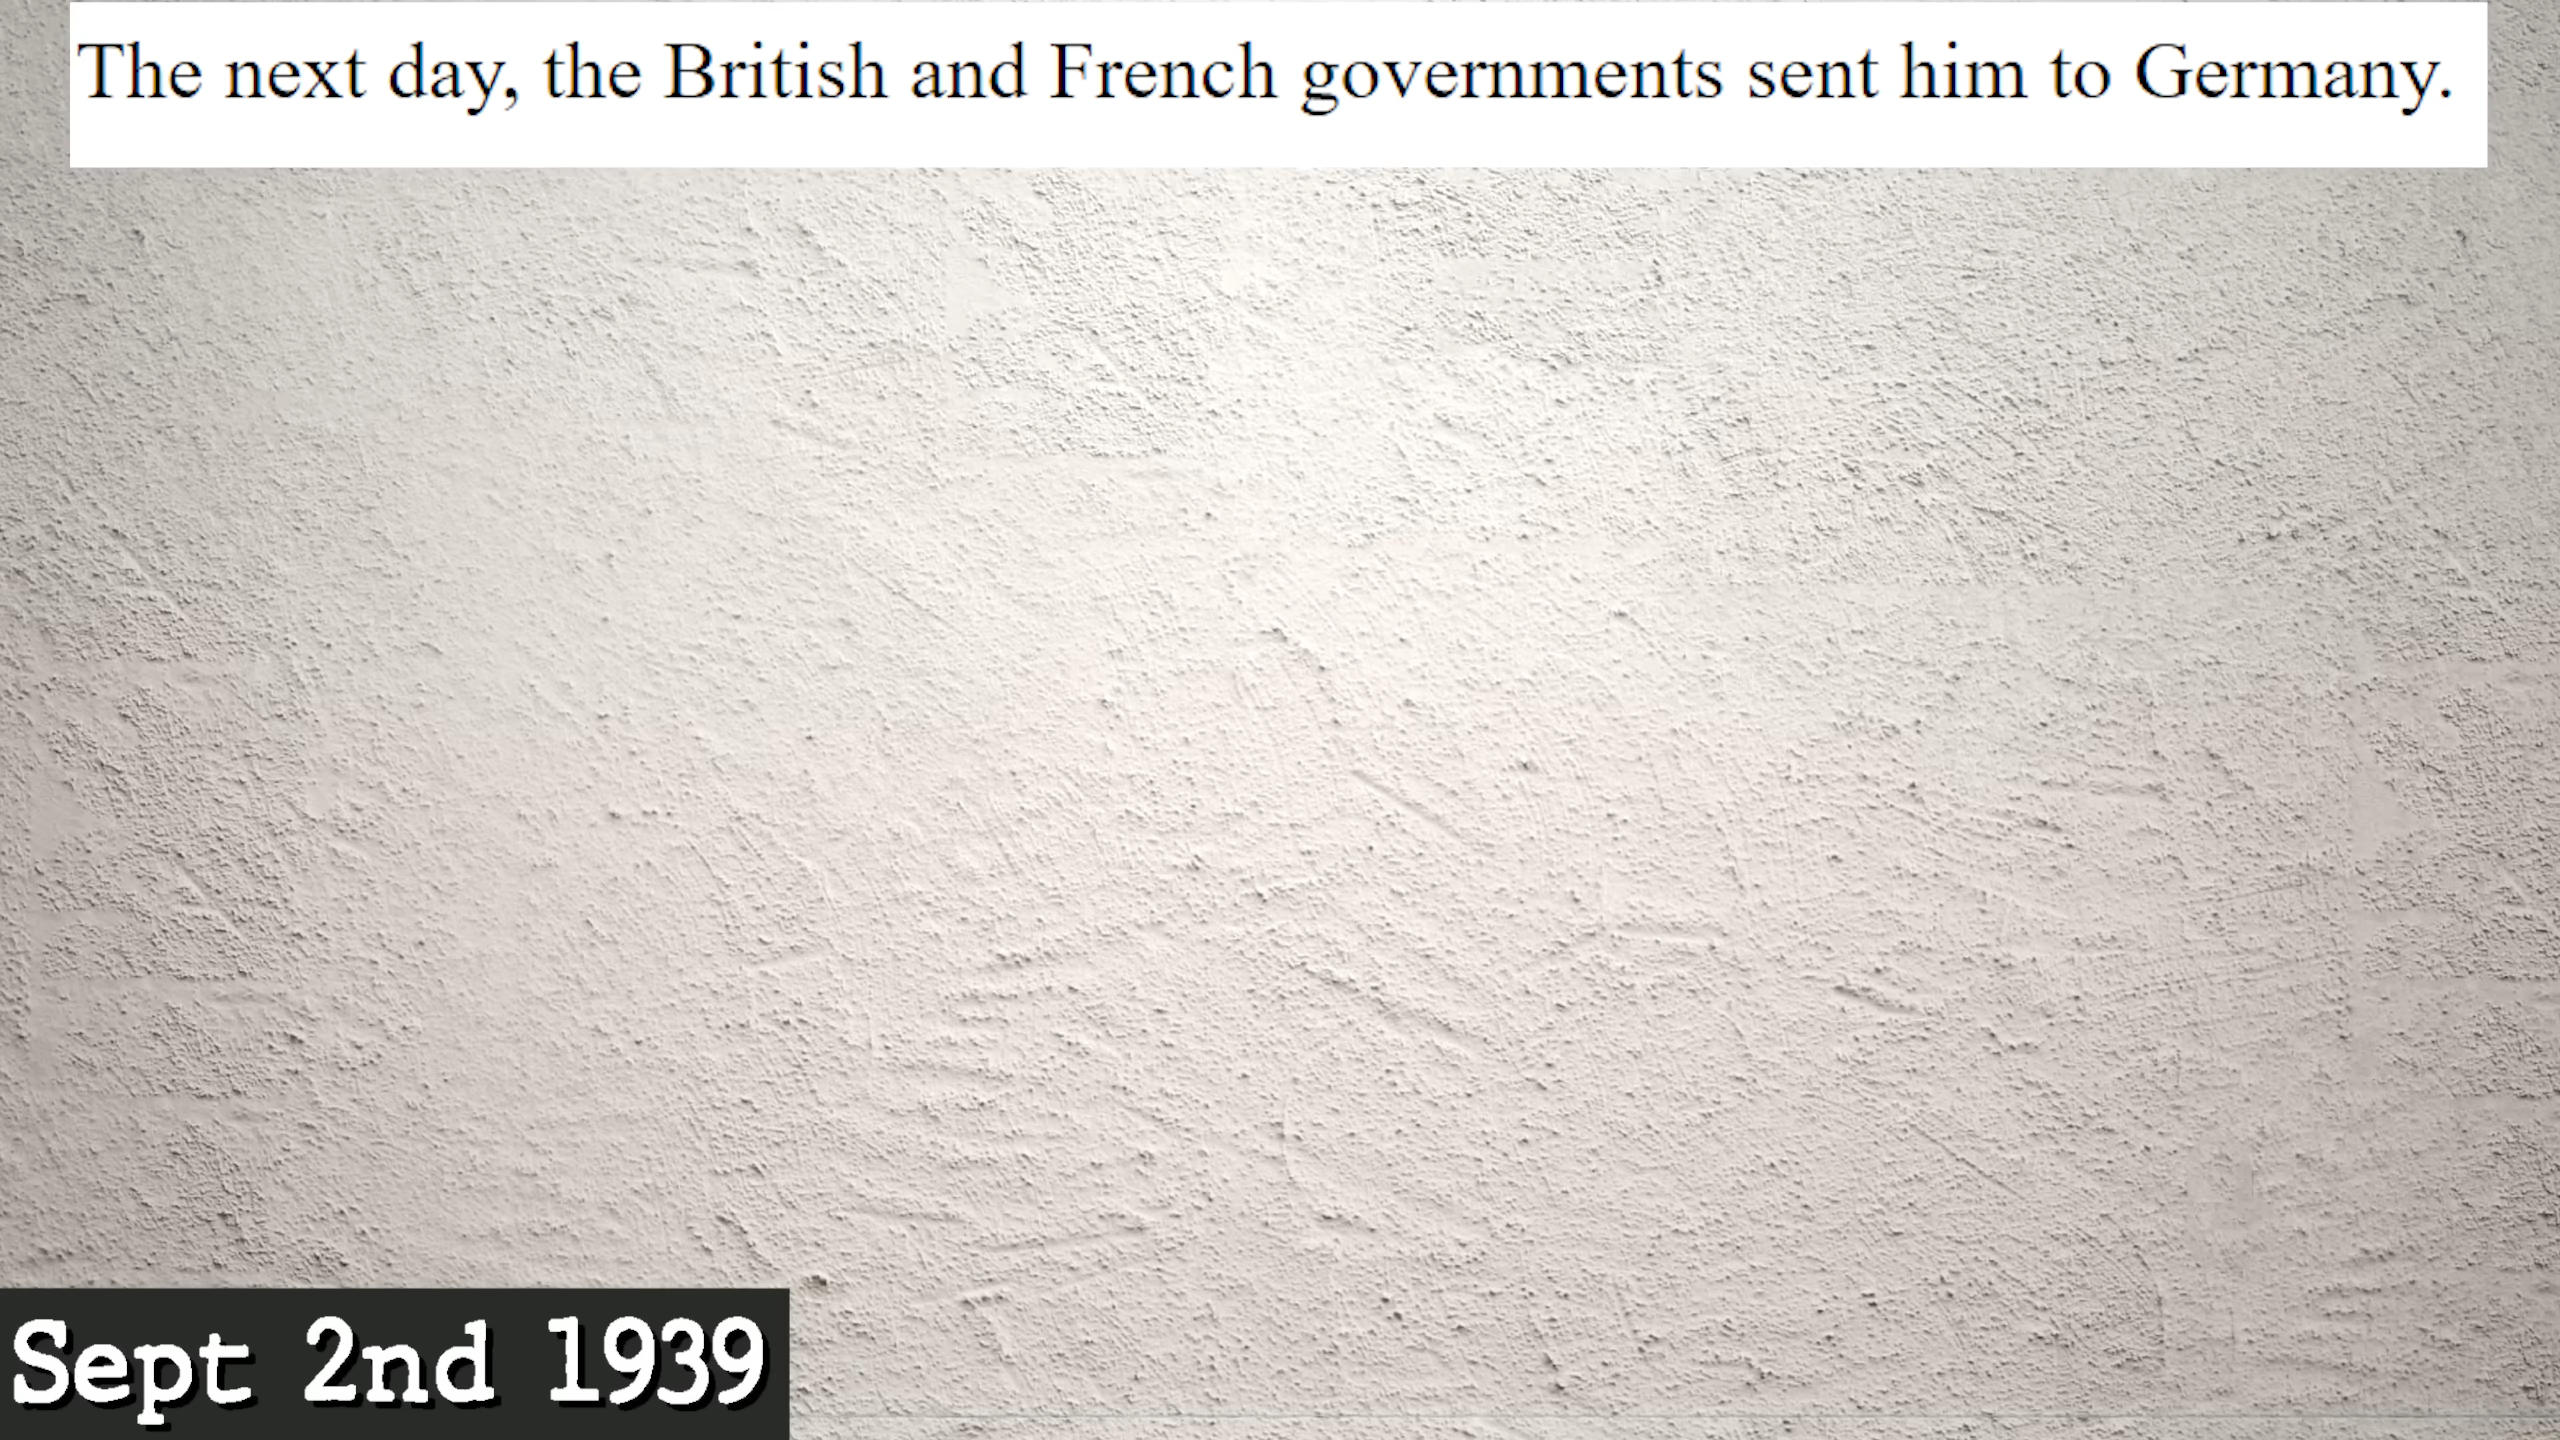 The next day, the British and French governments sent him to Germany.
Sept 2nd 1939